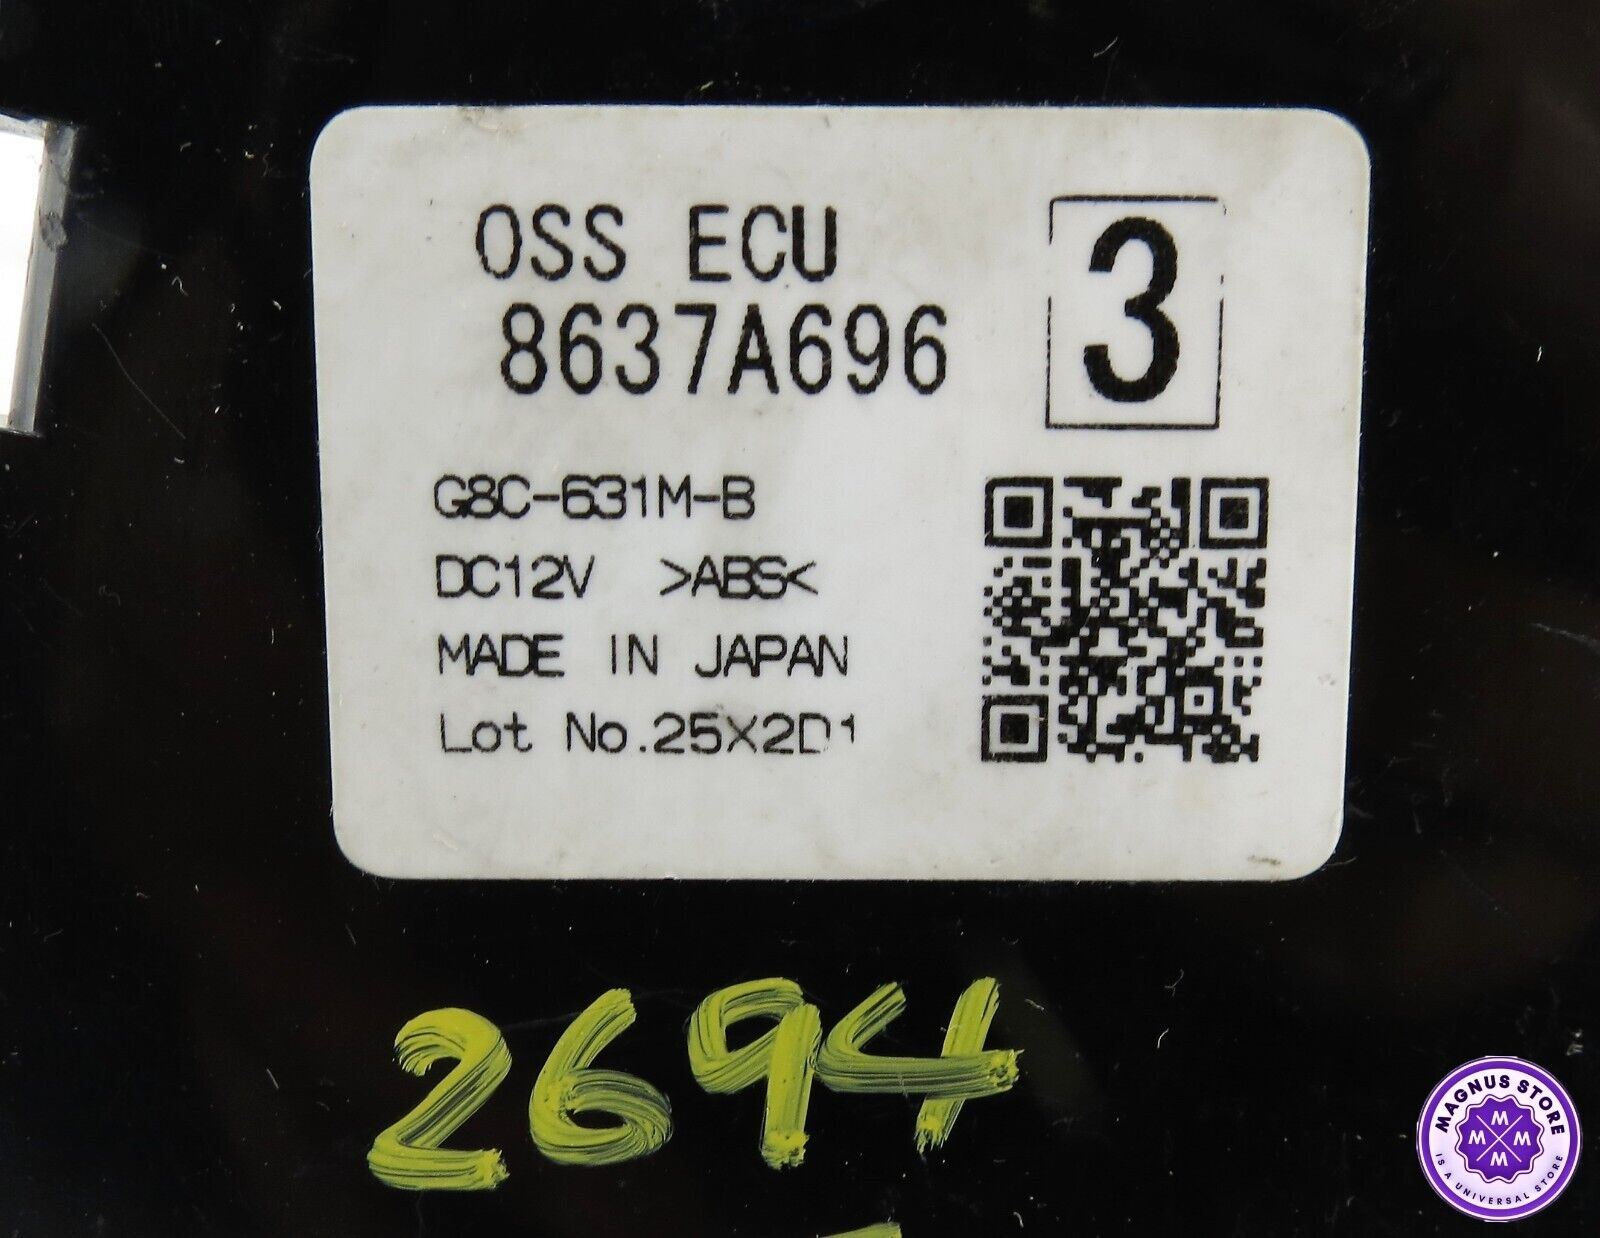 OSS ECU
8637A696
3
G8C-631M-B
DC12V >ABS<
MADE IN JAPAN
Lot No.25X2D1
2694
MAGNUS STORE
M
M M
M
IS A UNIVERSAL STORE